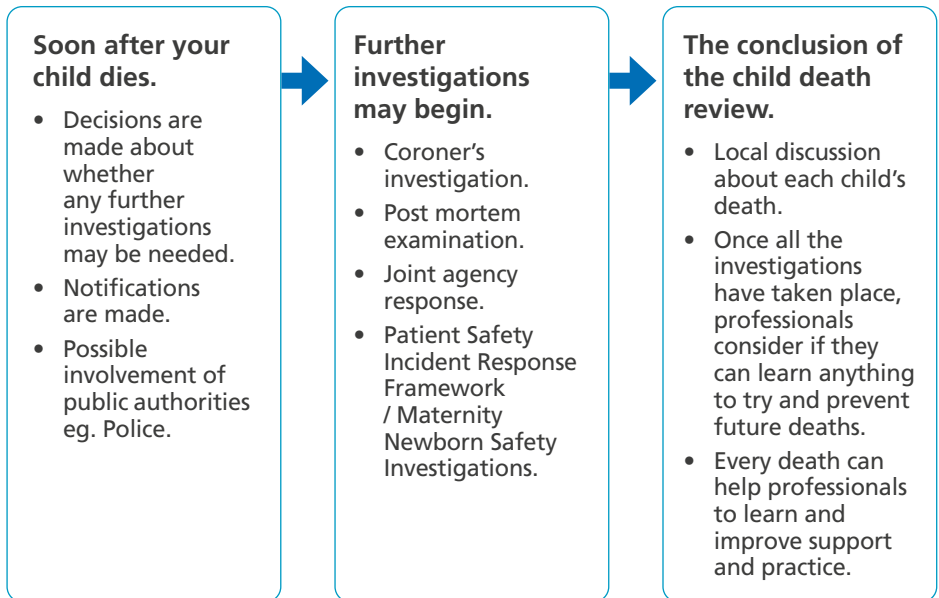 Soon after your
child dies.
• Decisions are
made about
whether
any further
investigations
may be needed.
• Notifications
are made.
• Possible
involvement of
public authorities
eg. Police.
Further
investigations
may begin.
• Coroner's
investigation.
• Post mortem
examination.
• Joint agency
response.
• Patient Safety
Incident Response
Framework
/ Maternity
Newborn Safety
Investigations.
The conclusion of
the child death
review.
• Local discussion
about each child's
death.
• Once all the
investigations
have taken place,
professionals
consider if they
can learn anything
to try and prevent
future deaths.
• Every death can
help professionals
to learn and
improve support
and practice.